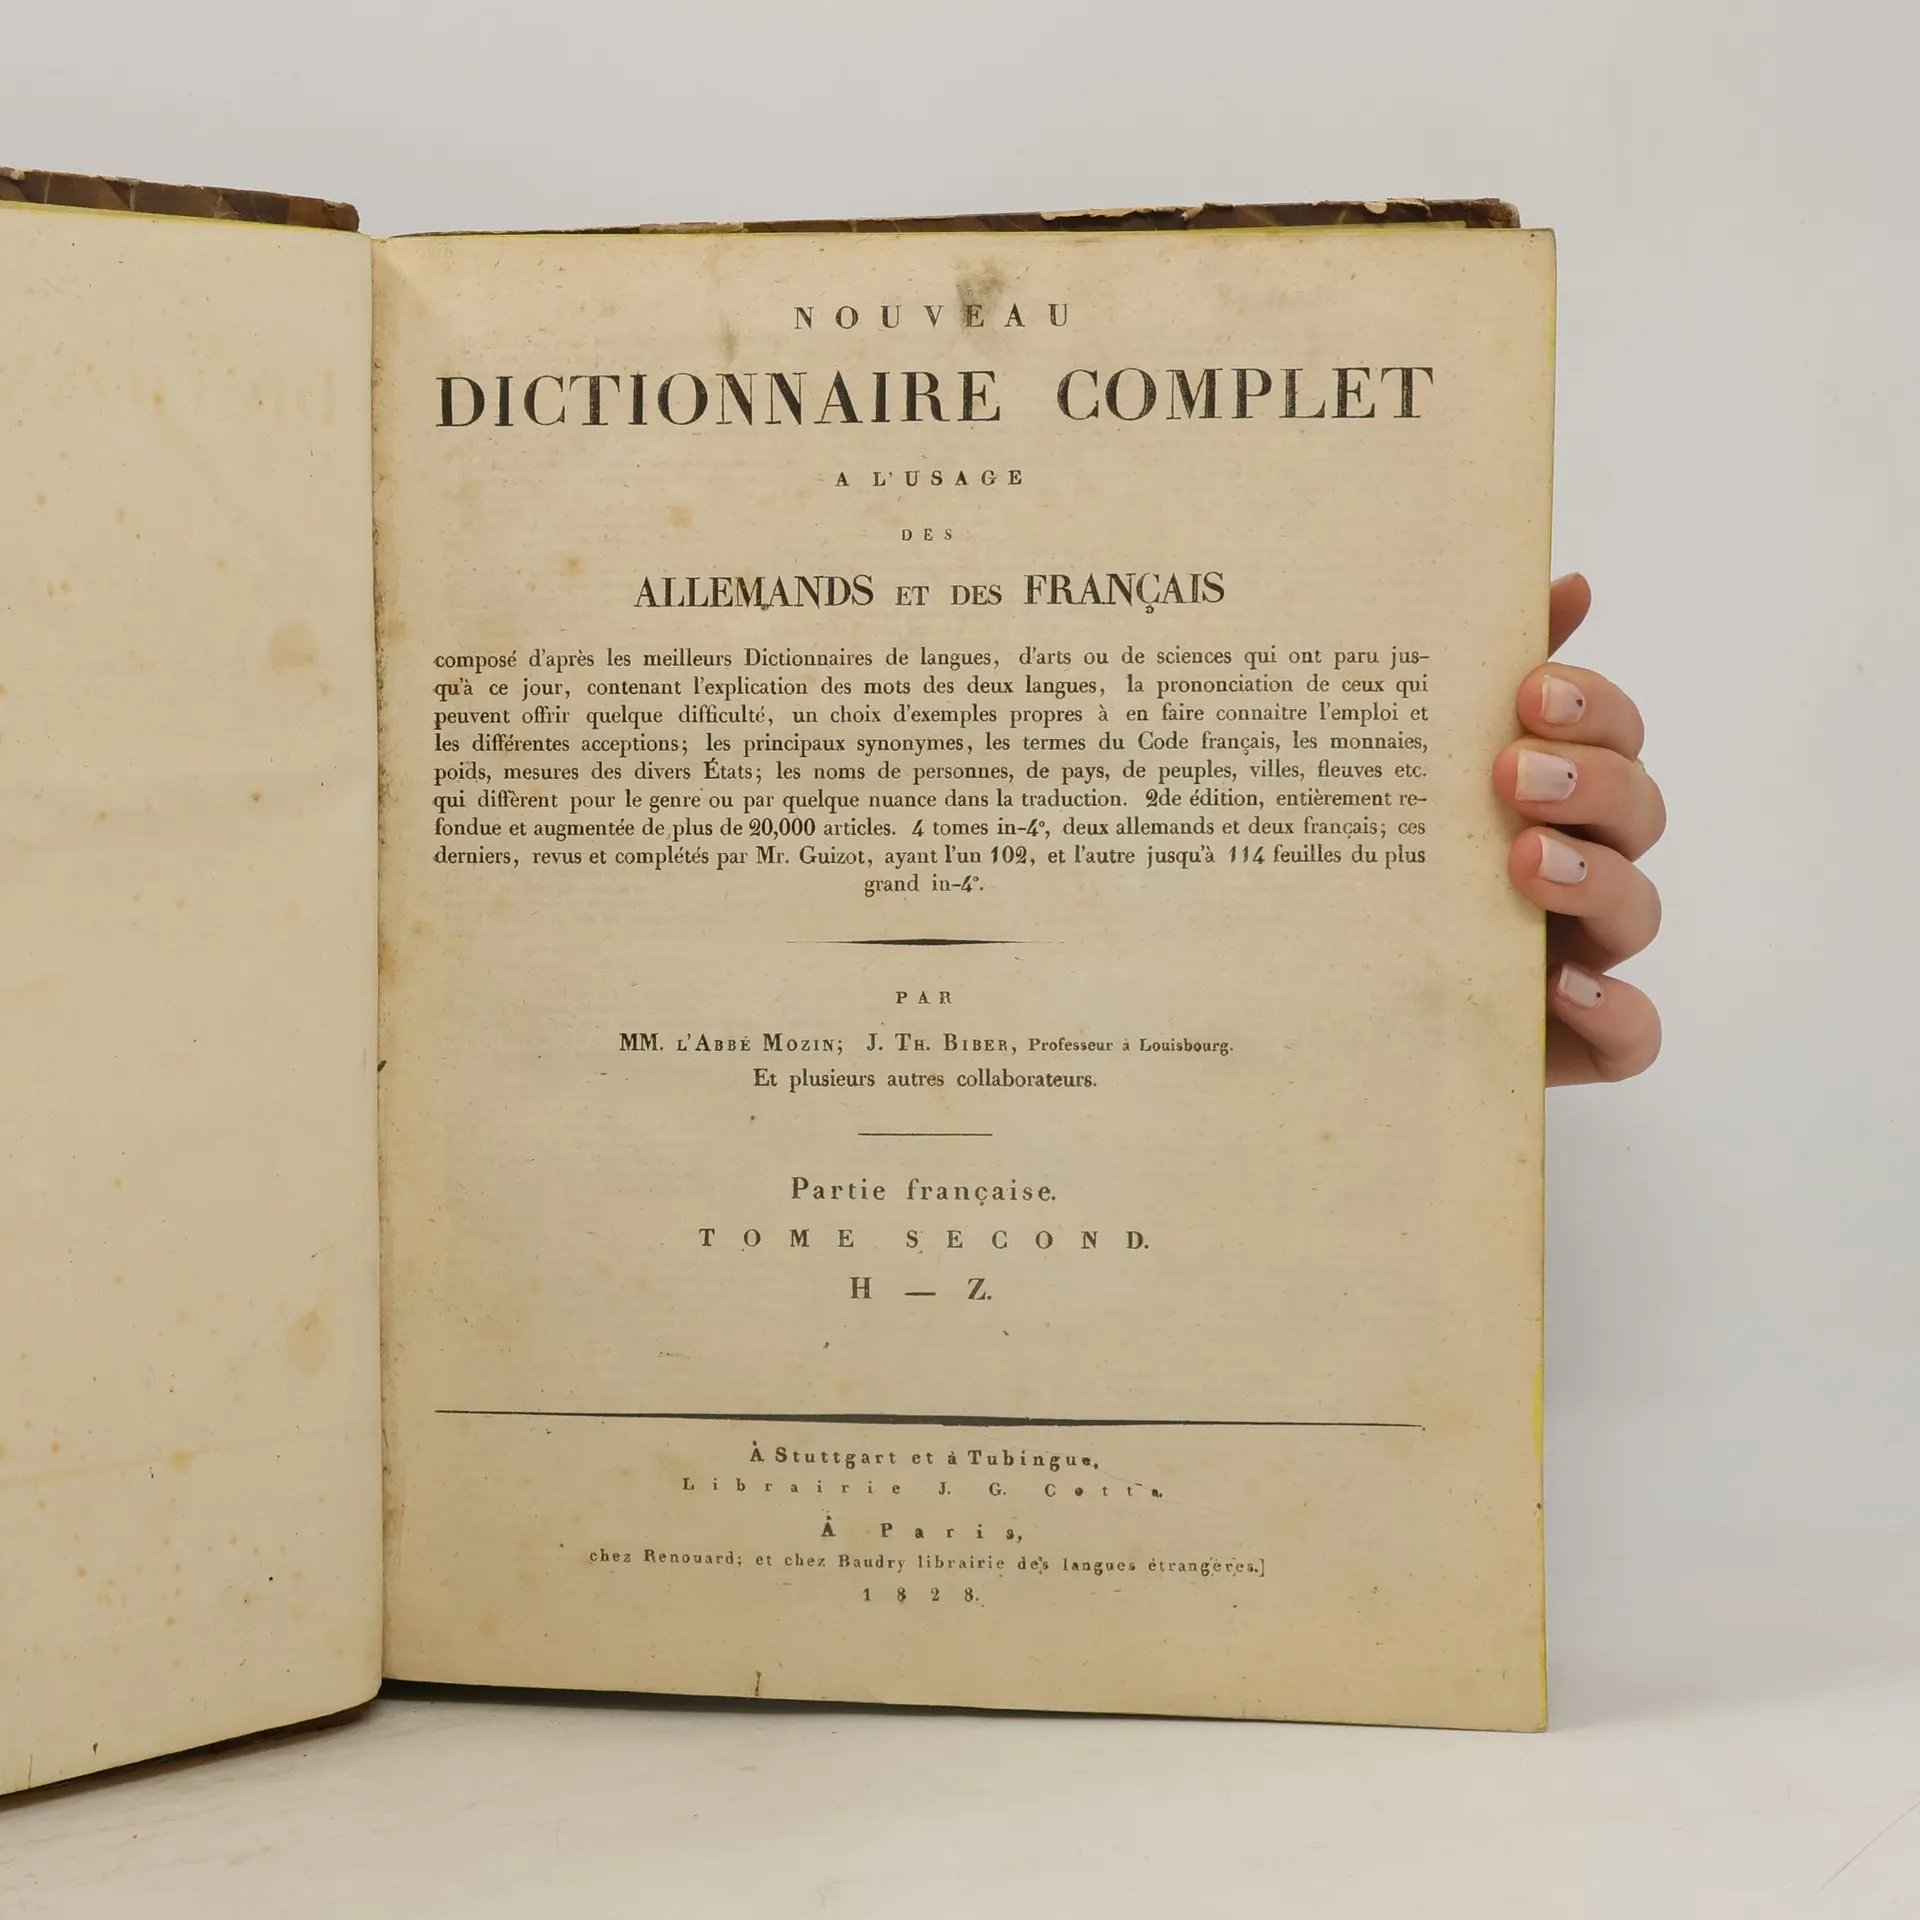 NOUVEAU
DICTIONNAIRE COMPLET
A L'USAGE
DES
ALLEMANDS ET DES FRANÇAIS
composé d'après les meilleurs Dictionnaires de langues, d'arts ou de sciences qui ont paru jus-
qu'à ce jour, contenant l'explication des mots des deux langues, la prononciation de ceux qui
peuvent offrir quelque difficulté, un choix d'exemples propres à en faire connaître l'emploi et
les différentes acceptions; les principaux synonymes, les termes du Code français, les monnaies,
poids, mesures des divers États; les noms de personnes, de pays, de peuples, villes, fleuves etc.
qui diffèrent pour le genre ou par quelque nuance dans la traduction. 2de édition, entièrement re-
fondue et augmentée de plus de 20,000 articles. 4 tomes in-4°, deux allemands et deux français; ces
derniers, revus et complétés par Mr. Guizot, ayant l'un 102, et l'autre jusqu'à 114 feuilles du plus
grand in-4°.
PAR
MM. L'ABBÉ MOZIN; J. TH. BIBER, Professeur à Louisbourg.
Et plusieurs autres collaborateurs.
Partie française.
TOME SECOND.
H — Z.
À Stuttgart et à Tubingue,
Librairie J. G. Cotta.
À Paris,
chez Renouard; et chez Baudry librairie des langues étrangères.]
1828.